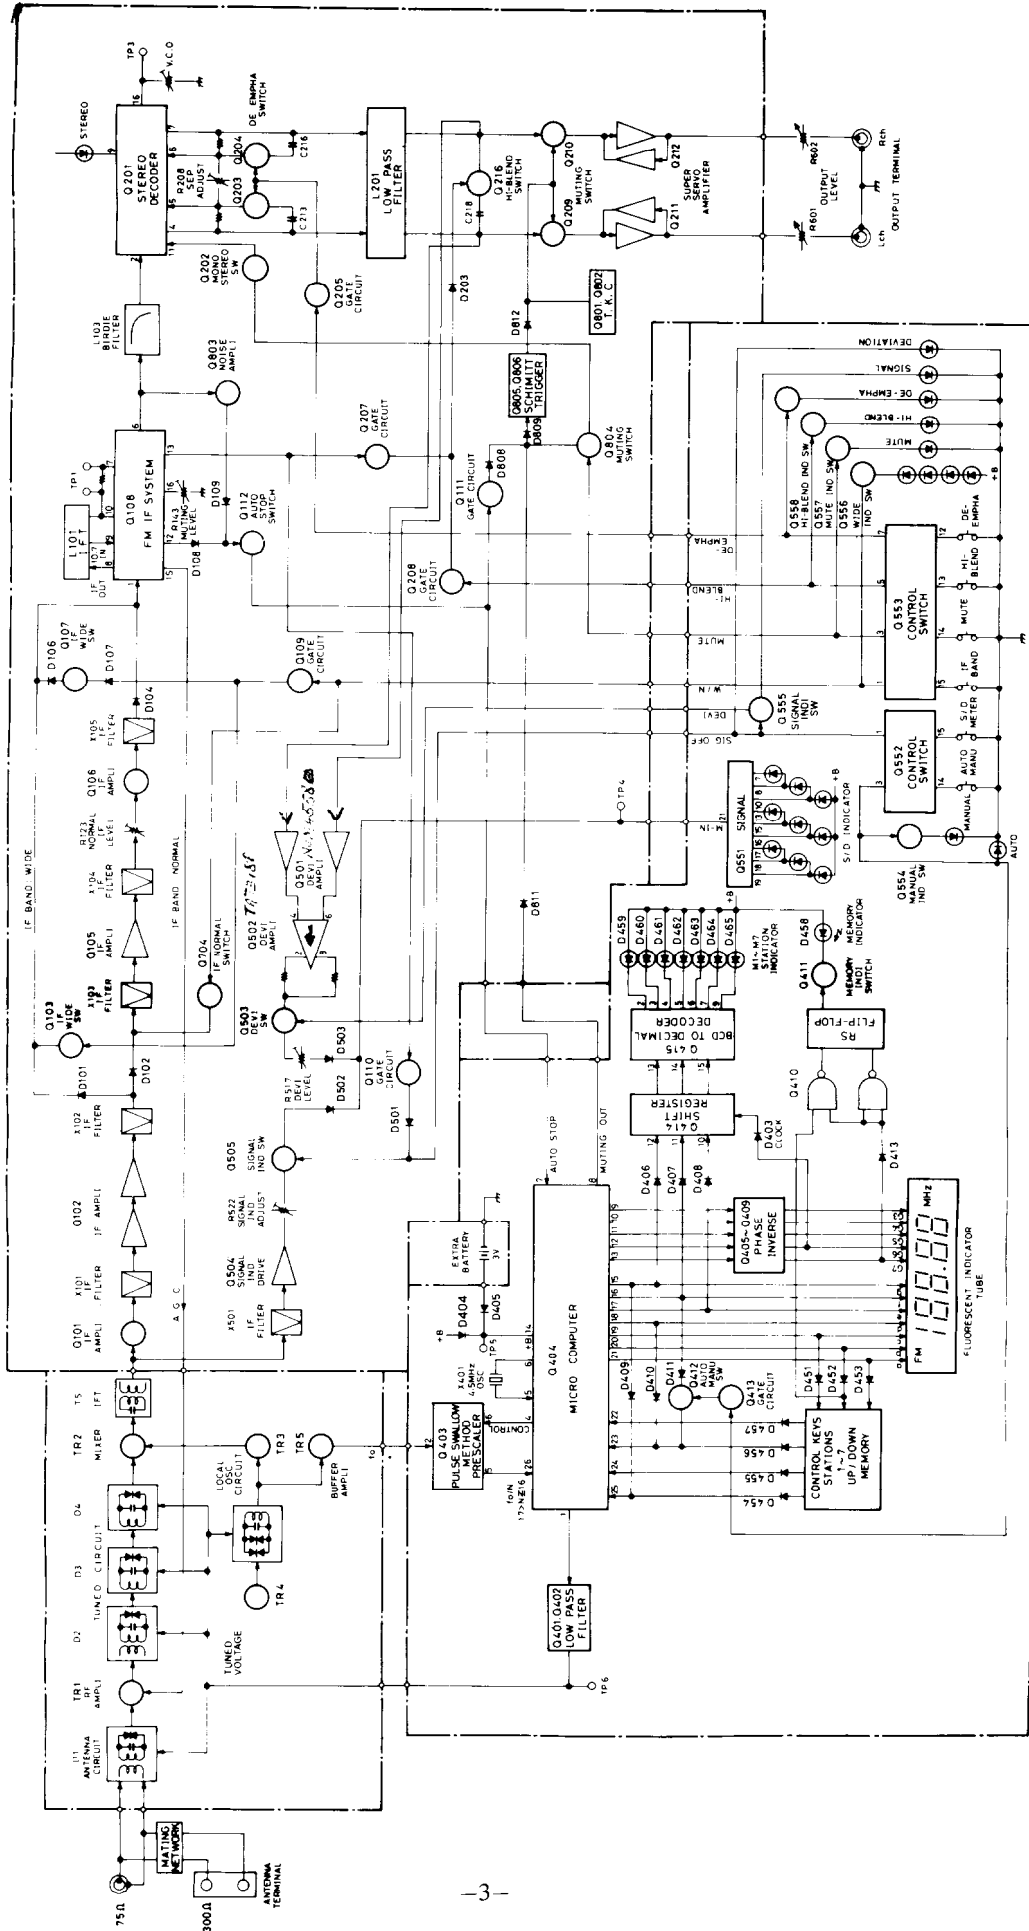 75Ω
300Ω
MATING NETWORK
ANTENNA TERMINAL
ANTENNA CIRCUIT
TR1 RF AMPLI
D2
D3
D4
TUNED CIRCUIT
TUNED VOLTAGE
TR2 MIXER
T5 IFT
TR4
LOCAL OSC CIRCUIT
TR3
TR5
BUFFER AMPLI
Q101 IF AMPLI
X101 IF FILTER
Q102 IF AMPLI
X102 IF FILTER
D101
D102
Q103 IF WIDE SW
X103 IF FILTER
Q105 IF AMPLI
X104 IF FILTER
R123 NORMAL IF LEVEL
Q106 IF AMPLI
X105 IF FILTER
D104
D106
Q107 IF WIDE SW
D107
IF BAND WIDE
IF BAND NORMAL
A G C
Q704 IF NORMAL SWITCH
Q109 GATE CIRCUIT
L101 IFT
IF OUT
10.7 IN
TP1
Q108
FM IF SYSTEM
R143 MUTING LEVEL
D108
D109
Q112 AUTO STOP SWITCH
Q803 NOISE AMPLI
L103 BIRDIE FILTER
Q207 GATE CIRCUIT
Q201
STEREO DECODER
STEREO
TP3
V.C.O
R208 SEP ADJUST
Q203
Q204
DE EMPHA SWITCH
C213
C216
Q202 MONO STEREO SW
Q205 GATE CIRCUIT
L201
LOW PASS FILTER
Q216 HI-BLEND SWITCH
C218
D203
Q209
Q210
MUTING SWITCH
Q211
Q212
SUPER SERVO AMPLIFIER
R601
R602
OUTPUT LEVEL
Lch
Rch
OUTPUT TERMINAL
D812
Q801, Q802 T. K. C
Q805, Q806 SCHIMITT TRIGGER
D809
Q804 MUTING SWITCH
D808
Q111 GATE CIRCUIT
Q208 GATE CIRCUIT
X501 IF FILTER
Q504 SIGNAL IND DRIVE
R522 SIGNAL IND ADJUST
Q505 SIGNAL IND SW
Q501 DEVI AMPLI
Q502 DEVI AMPLI
Q503 DEVI SW
R517 DEVI LEVEL
D503
D502
Q110 GATE CIRCUIT
D501
D811
DE-EMPHA
HI-BLEND
MUTE
W/N
DEVI
SIG OFF
M-IN
TP4
DEVIATION
SIGNAL
DE-EMPHA
HI-BLEND
MUTE
Q558 HI-BLEND IND SW
Q557 MUTE IND SW
Q556 WIDE IND SW
+B
Q555 SIGNAL INDI SW
Q553 CONTROL SWITCH
DE-EMPHA
HI-BLEND
MUTE
IF BAND
Q552 CONTROL SWITCH
S/D METER
AUTO MANU
Q554 MANUAL IND SW
MANUAL
AUTO
Q551 SIGNAL
S/D INDICATOR
+B
D459
D460
D461
D462
D463
D464
D465
+B
M1~M7 STATION INDICATOR
Q415 BCD TO DECIMAL DECODER
Q414 SHIFT REGISTER
D403 CLOCK
D406
D407
D408
Q410
RS FLIP-FLOP
D413
Q411 MEMORY INDI SWITCH
D458
MEMORY INDICATOR
EXTRA BATTERY
3V
D404
D405
+B
TP5
X401 4.5MHz OSC
Q403 PULSE SWALLOW METHOD PRESCALER
CONTROL
Q404
MICRO COMPUTER
AUTO STOP
MUTING OUT
Q405~Q409 PHASE INVERSE
FM
188.88
MHz
FLUORESCENT INDICATOR TUBE
D409
D410
D411
Q412 AUTO MANU SW
Q413 GATE CIRCUIT
D451
D452
D453
D454
D455
D456
D457
CONTROL KEYS STATIONS 1~7 UP/DOWN MEMORY
Q401, Q402 LOW PASS FILTER
TP6
-3-